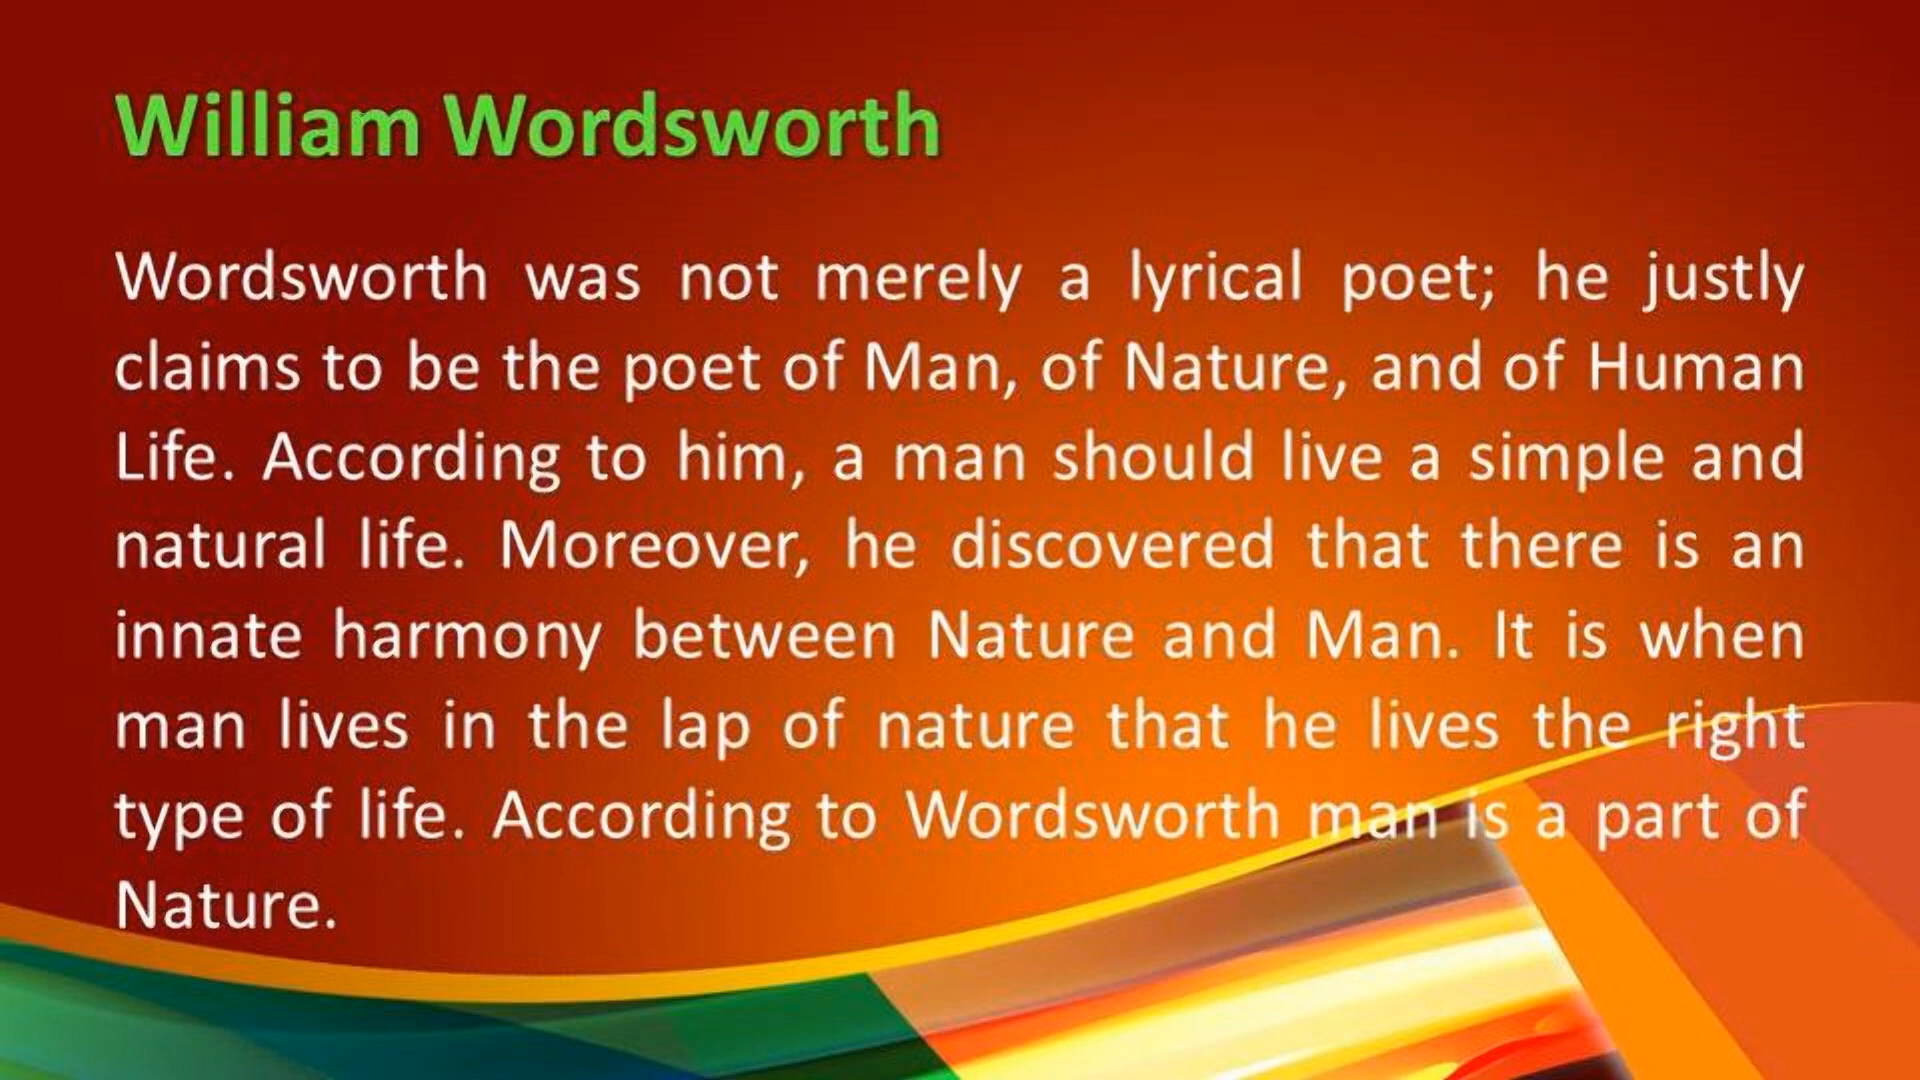 William Wordsworth
Wordsworth was not merely a lyrical poet; he justly
claims to be the poet of Man, of Nature, and of Human
Life. According to him, a man should live a simple and
natural life. Moreover, he discovered that there is an
innate harmony between Nature and Man. It is when
man lives in the lap of nature that he lives the right
type of life. According to Wordsworth man is a part of
Nature.